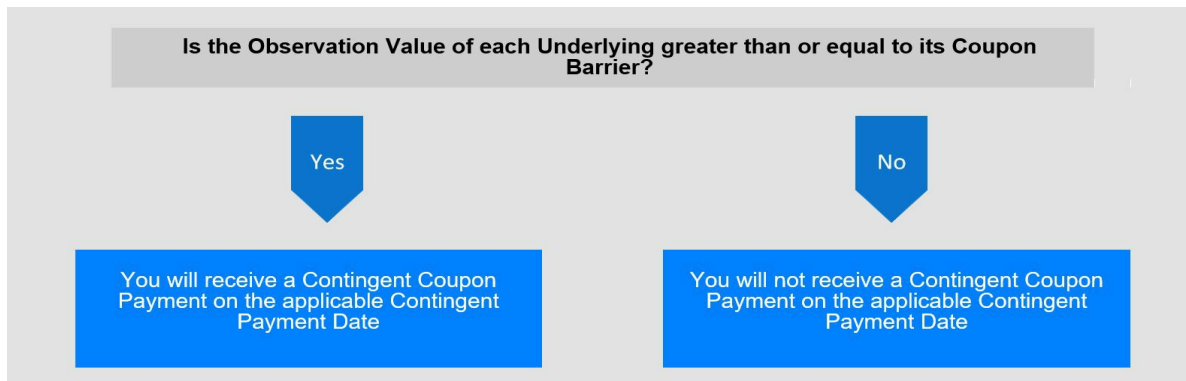 Is the Observation Value of each Underlying greater than or equal to its Coupon
Barrier?
Yes
No
You will receive a Contingent Coupon
Payment on the applicable Contingent
Payment Date
You will not receive a Contingent Coupon
Payment on the applicable Contingent
Payment Date